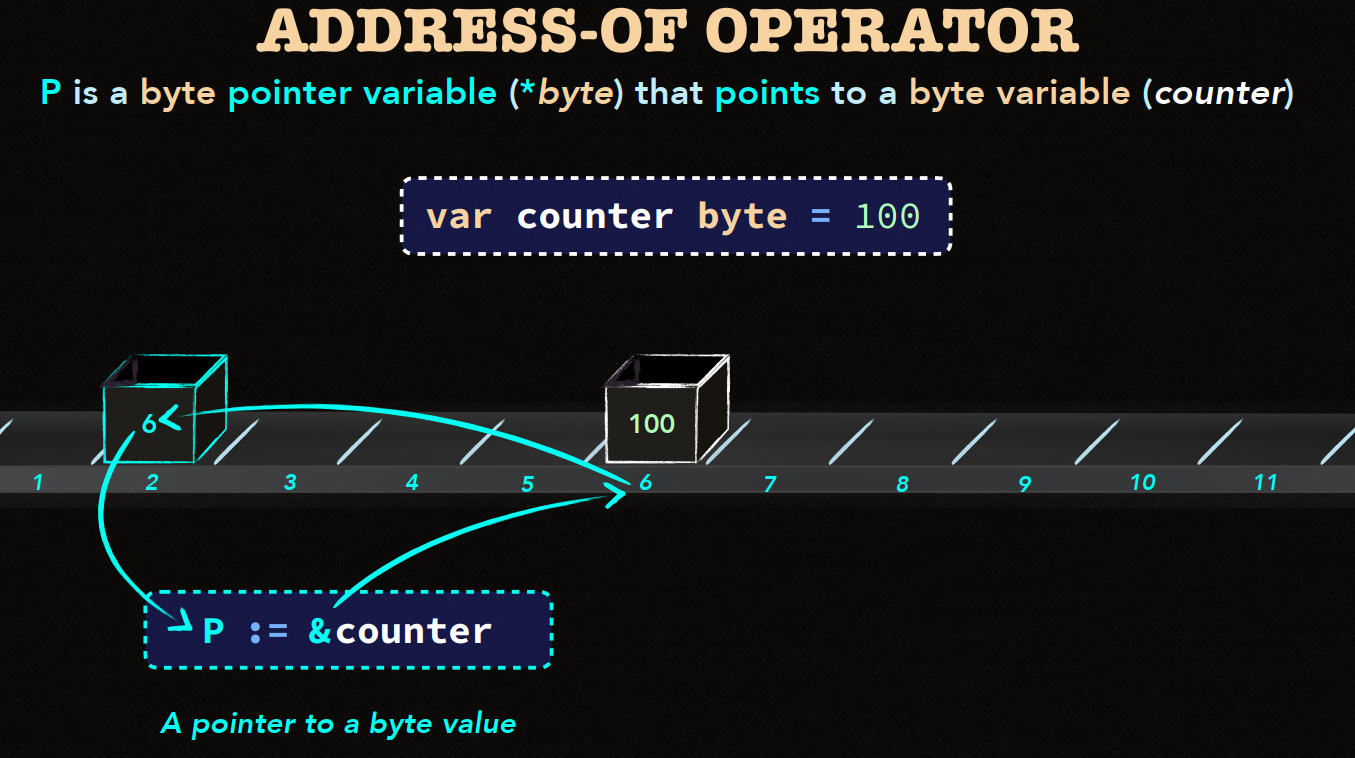 ADDRESS-OF OPERATOR
P is a byte pointer variable (*byte) that points to a byte variable (counter)
var counter byte = 100
6 100
1 2 3 4 5 6 7 8 9 10 11
P := &counter
A pointer to a byte value